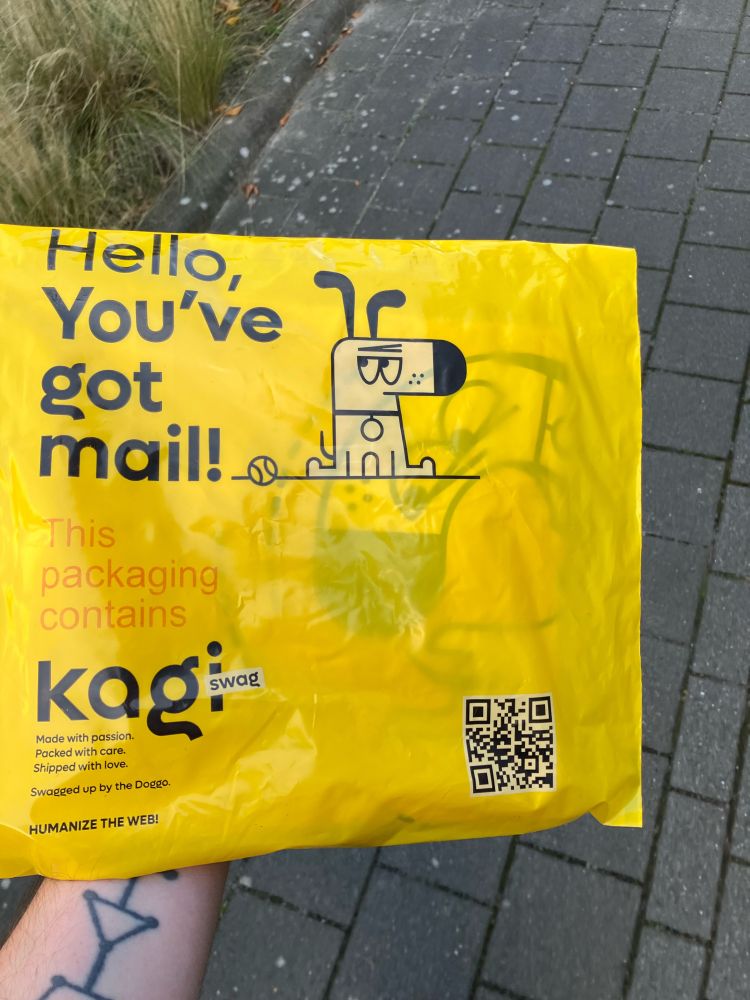 Hello,
You've
got
mail!
This
packaging
contains
kagi
swag
Made with passion.
Packed with care.
Shipped with love.
Swagged up by the Doggo.
HUMANIZE THE WEB!